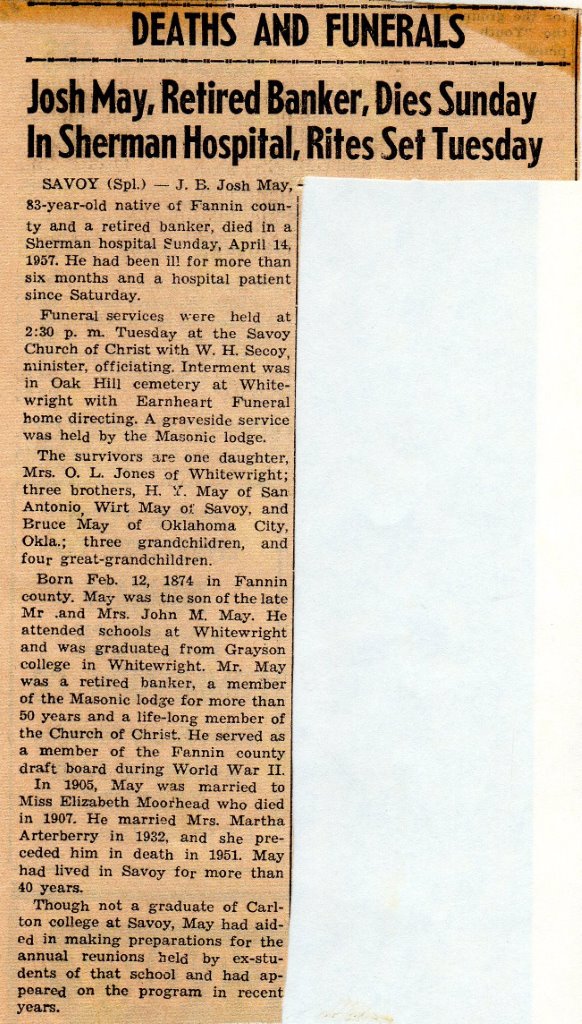 DEATHS AND FUNERALS
Josh May, Retired Banker, Dies Sunday
In Sherman Hospital, Rites Set Tuesday
SAVOY (Spl.) — J. B. Josh May,
83-year-old native of Fannin coun-
ty and a retired banker, died in a
Sherman hospital Sunday, April 14,
1957. He had been ill for more than
six months and a hospital patient
since Saturday.
Funeral services were held at
2:30 p. m. Tuesday at the Savoy
Church of Christ with W. H. Secoy,
minister, officiating. Interment was
in Oak Hill cemetery at White-
wright with Earnheart Funeral
home directing. A graveside service
was held by the Masonic lodge.
The survivors are one daughter,
Mrs. O. L. Jones of Whitewright;
three brothers, H. Y. May of San
Antonio, Wirt May of Savoy, and
Bruce May of Oklahoma City,
Okla.; three grandchildren, and
four great-grandchildren.
Born Feb. 12, 1874 in Fannin
county. May was the son of the late
Mr .and Mrs. John M. May. He
attended schools at Whitewright
and was graduated from Grayson
college in Whitewright. Mr. May
was a retired banker, a member
of the Masonic lodge for more than
50 years and a life-long member of
the Church of Christ. He served as
a member of the Fannin county
draft board during World War II.
In 1905, May was married to
Miss Elizabeth Moorhead who died
in 1907. He married Mrs. Martha
Arterberry in 1932, and she pre-
ceded him in death in 1951. May
had lived in Savoy for more than
40 years.
Though not a graduate of Carl-
ton college at Savoy, May had aid-
ed in making preparations for the
annual reunions held by ex-stu-
dents of that school and had ap-
peared on the program in recent
years.